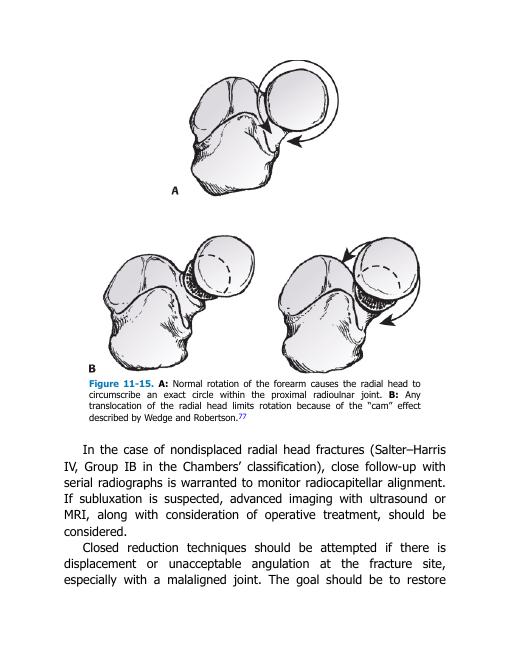 A
B
Figure 11-15. A: Normal rotation of the forearm causes the radial head to
circumscribe an exact circle within the proximal radioulnar joint. B: Any
translocation of the radial head limits rotation because of the “cam” effect
described by Wedge and Robertson.77
In the case of nondisplaced radial head fractures (Salter–Harris
IV, Group IB in the Chambers’ classification), close follow-up with
serial radiographs is warranted to monitor radiocapitellar alignment.
If subluxation is suspected, advanced imaging with ultrasound or
MRI, along with consideration of operative treatment, should be
considered.
Closed reduction techniques should be attempted if there is
displacement or unacceptable angulation at the fracture site,
especially with a malaligned joint. The goal should be to restore